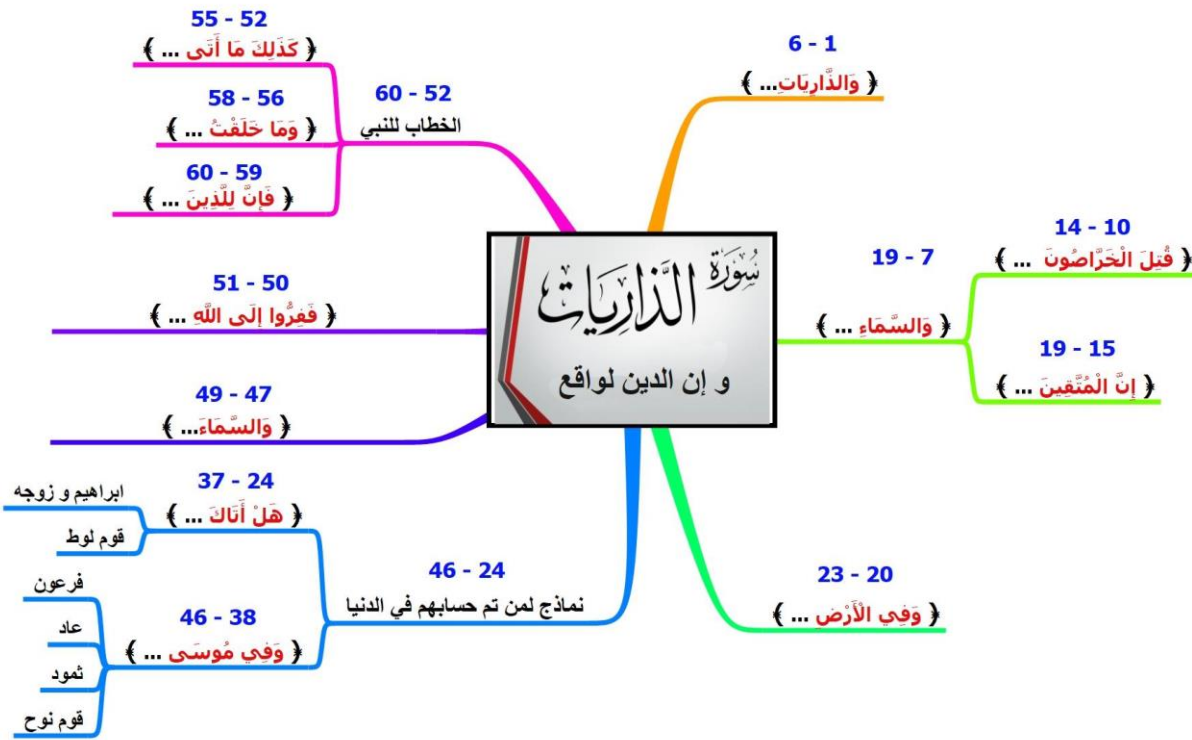 سُورَة الذَّارِيَات
و إن الدين لواقع
6 - 1
﴿ وَالذَّارِيَاتِ... ﴾
19 - 7
﴿ وَالسَّمَاءِ ... ﴾
14 - 10
﴿ قُتِلَ الْخَرَّاصُونَ ... ﴾
19 - 15
﴿ إِنَّ الْمُتَّقِينَ ... ﴾
23 - 20
﴿ وَفِي الْأَرْضِ ... ﴾
46 - 24
نماذج لمن تم حسابهم في الدنيا
37 - 24
﴿ هَلْ أَتَاكَ ... ﴾
ابراهيم و زوجه
قوم لوط
46 - 38
﴿ وَفِي مُوسَى ... ﴾
فرعون
عاد
ثمود
قوم نوح
49 - 47
﴿ وَالسَّمَاءَ... ﴾
51 - 50
﴿ فَفِرُّوا إِلَى اللَّهِ ... ﴾
60 - 52
الخطاب للنبي
55 - 52
﴿ كَذَلِكَ مَا أَتَى ... ﴾
58 - 56
﴿ وَمَا خَلَقْتُ ... ﴾
60 - 59
﴿ فَإِنَّ لِلَّذِينَ ... ﴾